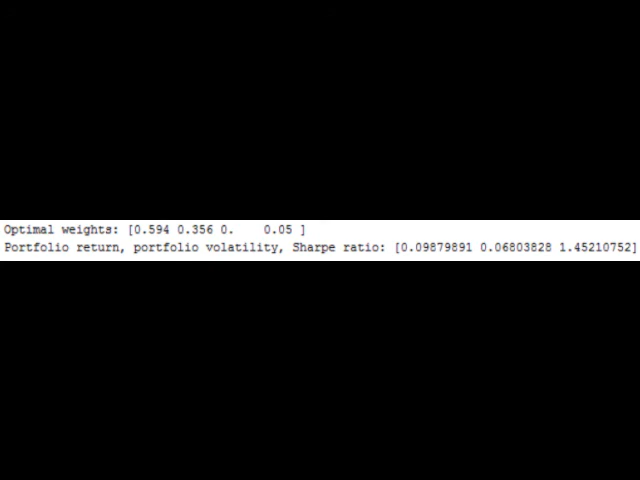 Optimal weights: [0.594 0.356 0.    0.05 ]
Portfolio return, portfolio volatility, Sharpe ratio: [0.09879891 0.06803828 1.45210752]